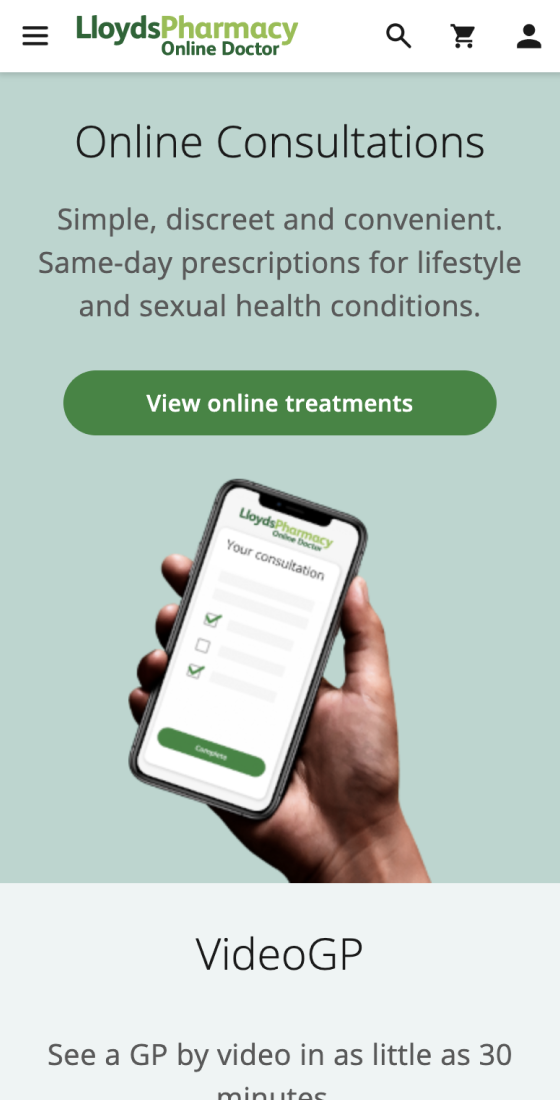 LloydsPharmacy
Online Doctor
Online Consultations
Simple, discreet and convenient.
Same-day prescriptions for lifestyle
and sexual health conditions.
View online treatments
LloydsPharmacy
Online Doctor
Your consultation
Complete
VideoGP
See a GP by video in as little as 30
minutes